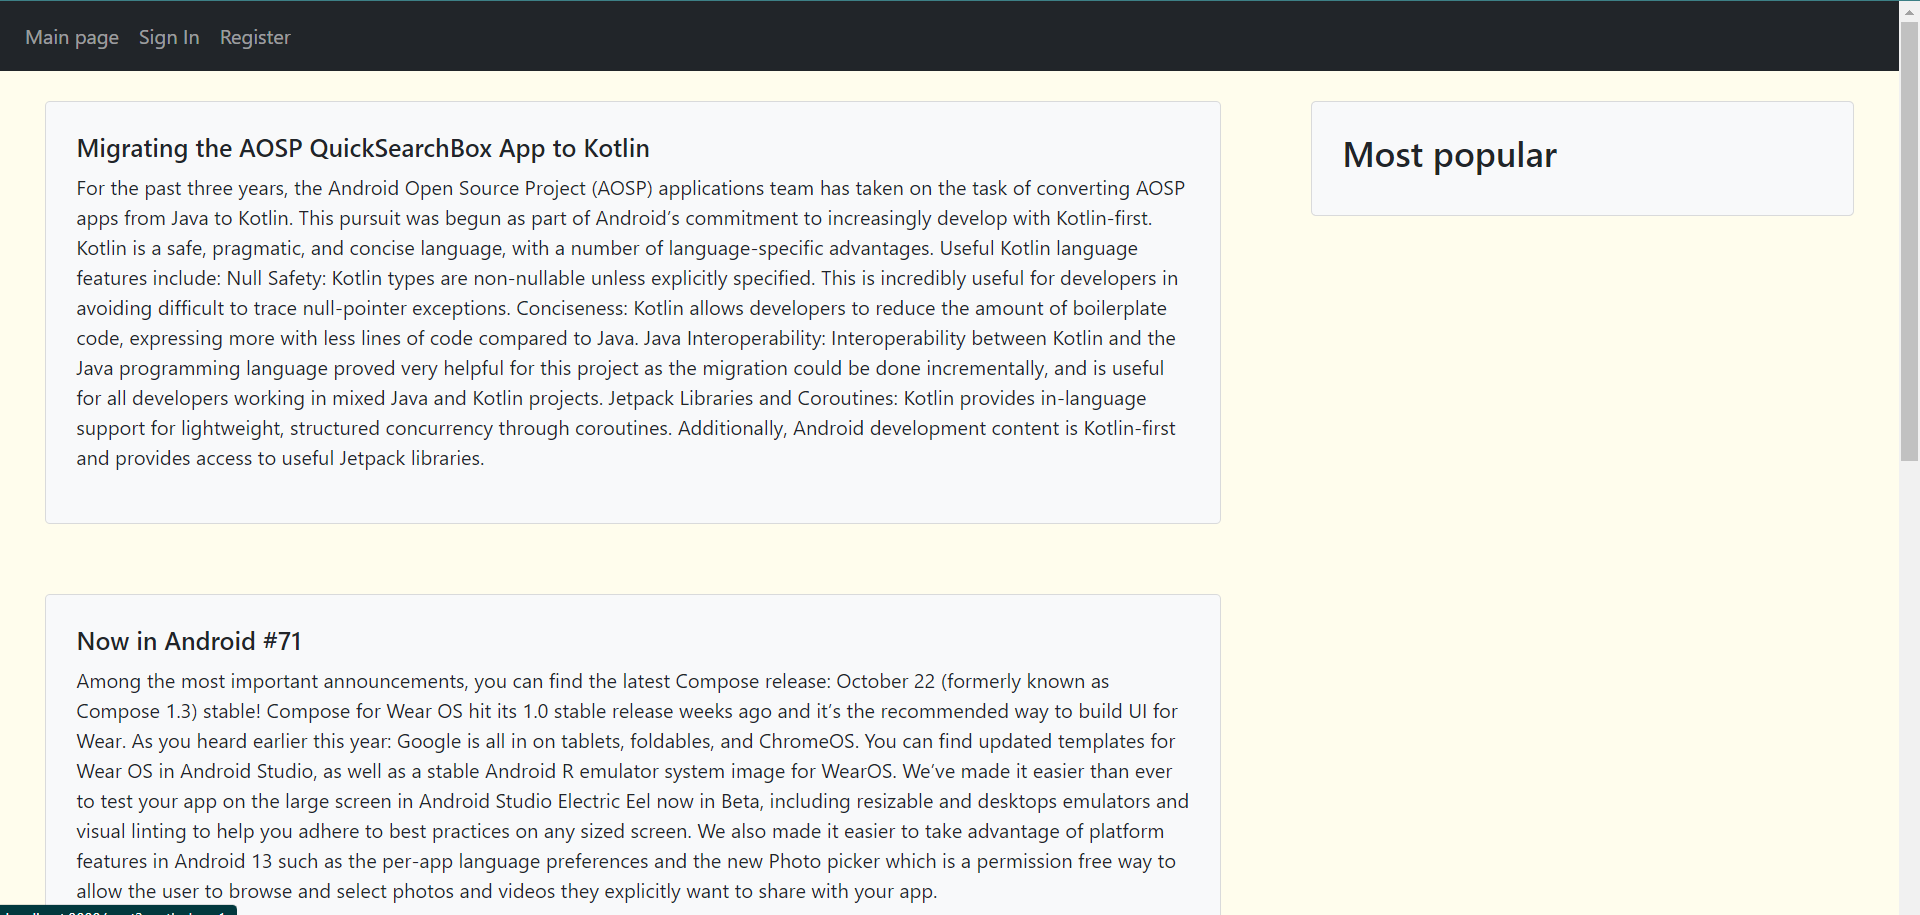 Main page Sign In Register
Migrating the AOSP QuickSearchBox App to Kotlin
For the past three years, the Android Open Source Project (AOSP) applications team has taken on the task of converting AOSP
apps from Java to Kotlin. This pursuit was begun as part of Android’s commitment to increasingly develop with Kotlin-first.
Kotlin is a safe, pragmatic, and concise language, with a number of language-specific advantages. Useful Kotlin language
features include: Null Safety: Kotlin types are non-nullable unless explicitly specified. This is incredibly useful for developers in
avoiding difficult to trace null-pointer exceptions. Conciseness: Kotlin allows developers to reduce the amount of boilerplate
code, expressing more with less lines of code compared to Java. Java Interoperability: Interoperability between Kotlin and the
Java programming language proved very helpful for this project as the migration could be done incrementally, and is useful
for all developers working in mixed Java and Kotlin projects. Jetpack Libraries and Coroutines: Kotlin provides in-language
support for lightweight, structured concurrency through coroutines. Additionally, Android development content is Kotlin-first
and provides access to useful Jetpack libraries.
Most popular
Now in Android #71
Among the most important announcements, you can find the latest Compose release: October 22 (formerly known as
Compose 1.3) stable! Compose for Wear OS hit its 1.0 stable release weeks ago and it’s the recommended way to build UI for
Wear. As you heard earlier this year: Google is all in on tablets, foldables, and ChromeOS. You can find updated templates for
Wear OS in Android Studio, as well as a stable Android R emulator system image for WearOS. We’ve made it easier than ever
to test your app on the large screen in Android Studio Electric Eel now in Beta, including resizable and desktops emulators and
visual linting to help you adhere to best practices on any sized screen. We also made it easier to take advantage of platform
features in Android 13 such as the per-app language preferences and the new Photo picker which is a permission free way to
allow the user to browse and select photos and videos they explicitly want to share with your app.